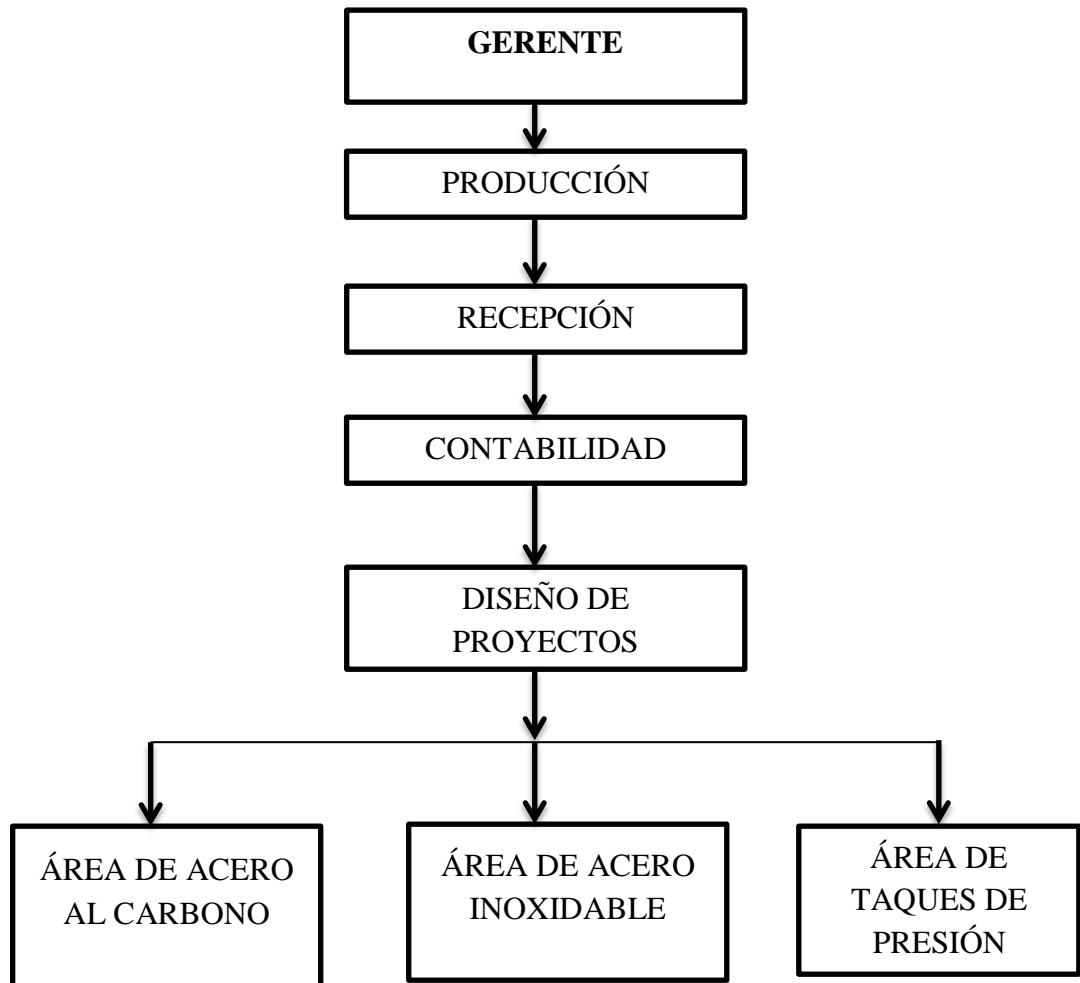 GERENTE
PRODUCCIÓN
RECEPCIÓN
CONTABILIDAD
DISEÑO DE
PROYECTOS
ÁREA DE ACERO
AL CARBONO
ÁREA DE ACERO
INOXIDABLE
ÁREA DE
TAQUES DE
PRESIÓN